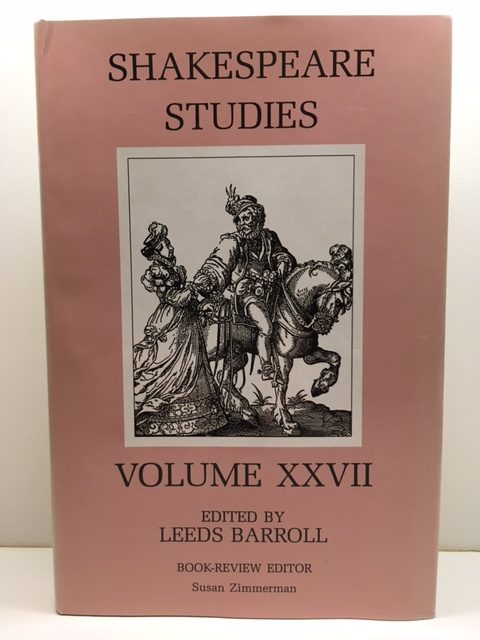 SHAKESPEARE
STUDIES
VOLUME XXVII
EDITED BY
LEEDS BARROLL
BOOK-REVIEW EDITOR
Susan Zimmerman